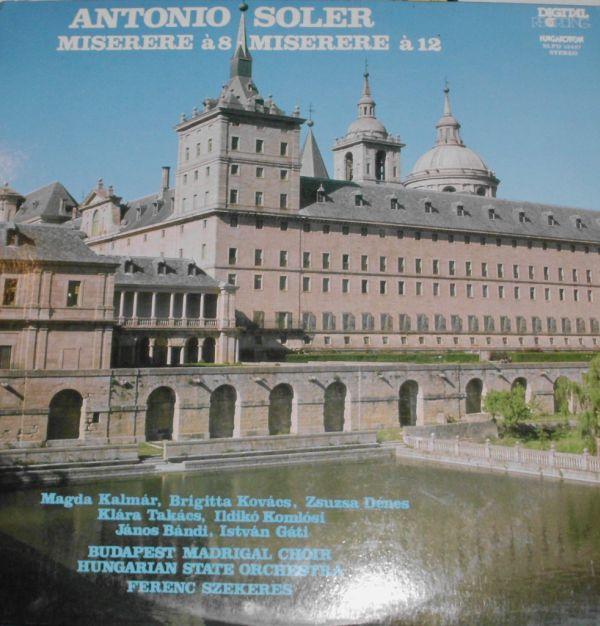 ANTONIO SOLER
MISERERE à 8 MISERERE à 12
DIGITAL
RECORDING
HUNGAROTON
STEREO
Magda Kalmár, Brigitta Kovács, Zsuzsa Dénes
Klára Takács, Ildikó Komlósi
János Bándi, István Gáti
BUDAPEST MADRIGAL CHOIR
HUNGARIAN STATE ORCHESTRA
FERENC SZEKERES